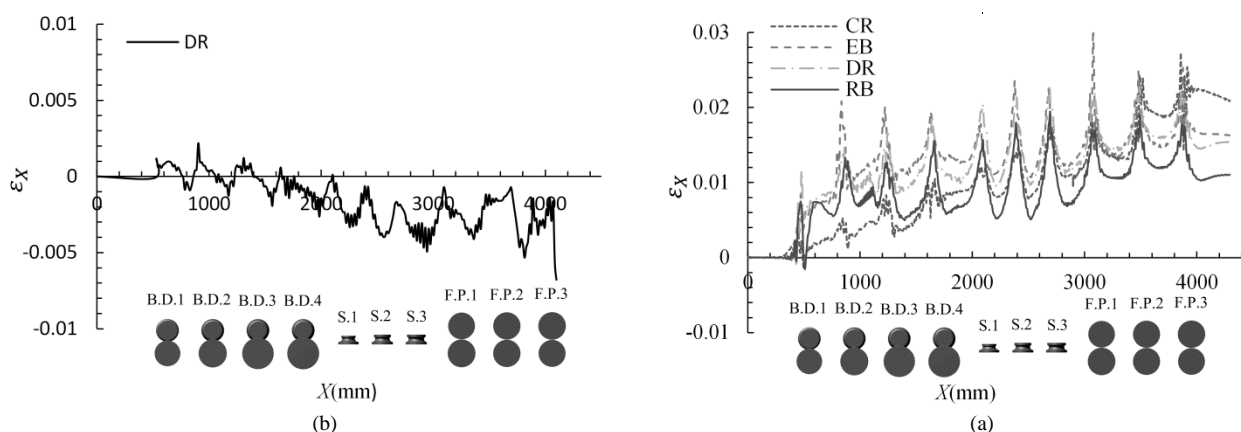 0.01
DR
0.005
εX
0
0 1000 2000 3000 4000
-0.005
B.D.1 B.D.2 B.D.3 B.D.4 S.1 S.2 S.3 F.P.1 F.P.2 F.P.3
-0.01
X(mm)
(b)
0.03
CR
EB
DR
RB
0.02
εX
0.01
0
0 1000 2000 3000 4000
B.D.1 B.D.2 B.D.3 B.D.4 S.1 S.2 S.3 F.P.1 F.P.2 F.P.3
-0.01
X(mm)
(a)